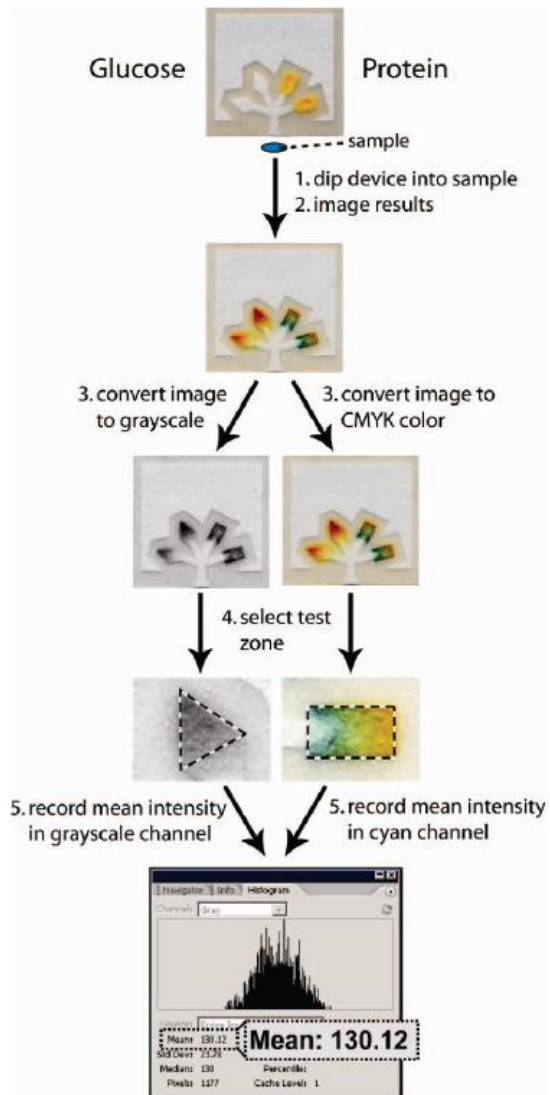 Glucose
Protein
sample
1. dip device into sample
2. image results
3. convert image
to grayscale
3. convert image to
CMYK color
4. select test
zone
5. record mean intensity
in grayscale channel
5. record mean intensity
in cyan channel
Navigator Info Histogram
Channel: Gray
Mean: 130.12
Mean: 130.12
Std Dev: 21.78
Median: 130
Percentile:
Pixels: 1177
Cache Level: 1